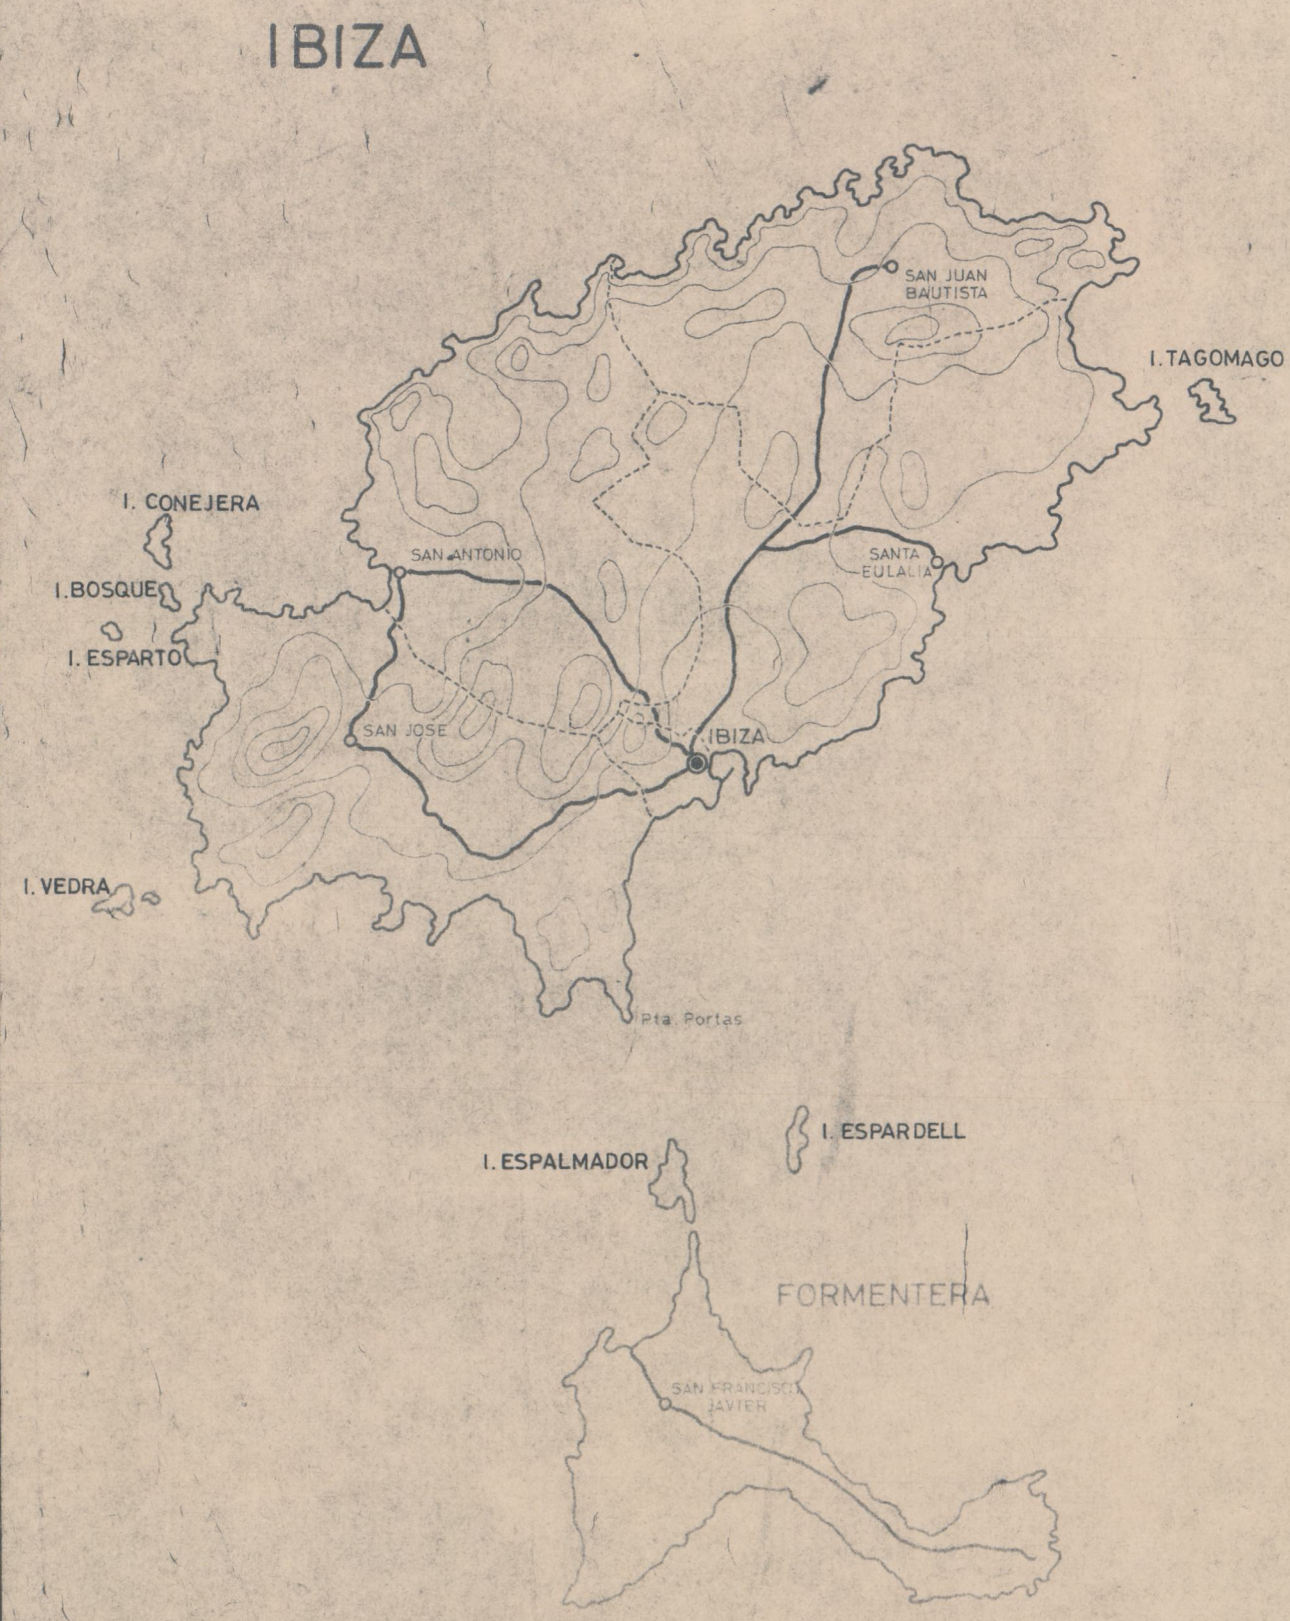 IBIZA
SAN JUAN
BAUTISTA
I. TAGOMAGO
I. CONEJERA
SAN ANTONIO
SANTA
EULALIA
I. BOSQUE
I. ESPARTO
SAN JOSE
IBIZA
I. VEDRA
Pta. Portas
I. ESPARDELL
I. ESPALMADOR
FORMENTERA
SAN FRANCISCO
JAVIER